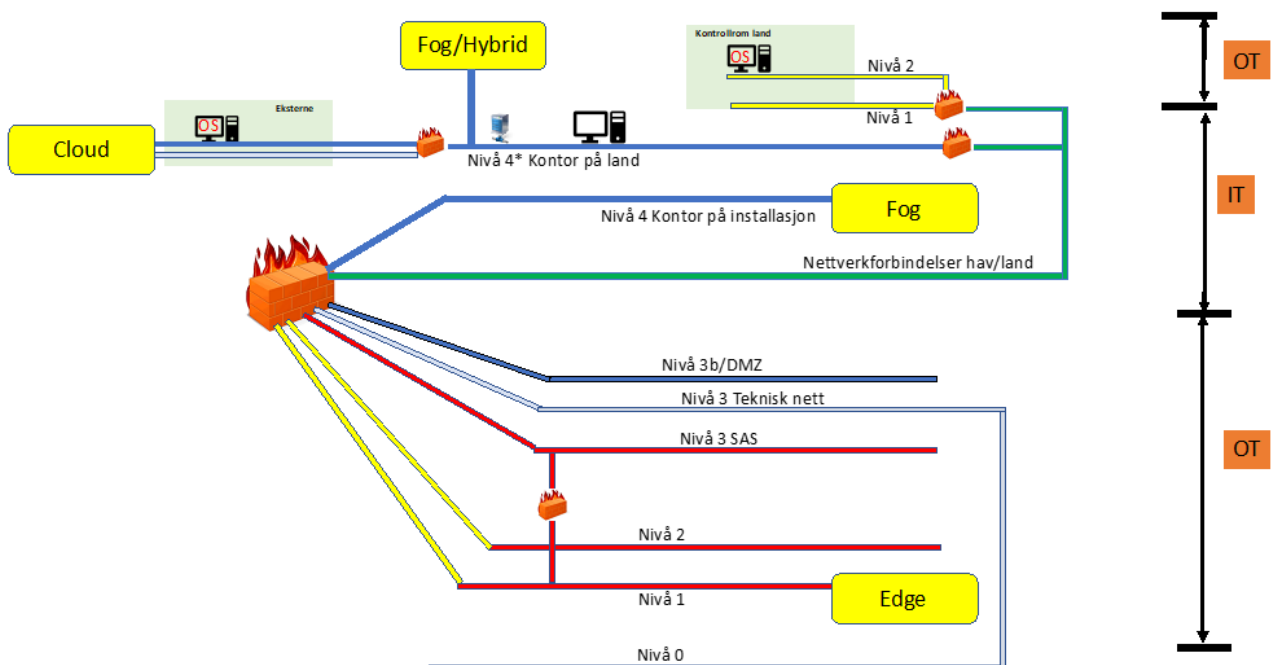 Fog/Hybrid
Kontrollrom land
OS
Nivå 2
Nivå 1
OT
Eksterne
OS
Cloud
Nivå 4* Kontor på land
IT
Nivå 4 Kontor på installasjon
Fog
Nettverkforbindelser hav/land
Nivå 3b/DMZ
Nivå 3 Teknisk nett
Nivå 3 SAS
OT
Nivå 2
Nivå 1
Edge
Nivå 0